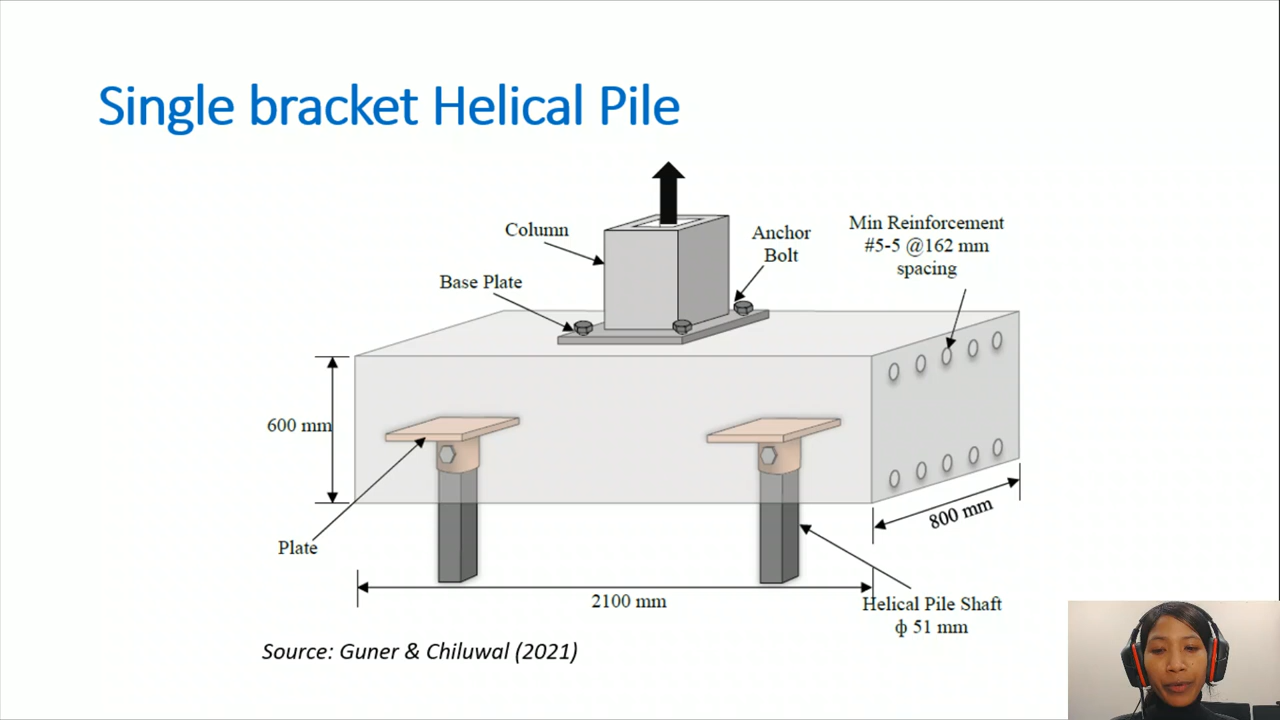 Single bracket Helical Pile
Column
Anchor
Bolt
Min Reinforcement
#5-5 @162 mm
spacing
Base Plate
600 mm
800 mm
Plate
2100 mm
Helical Pile Shaft
ϕ 51 mm
Source: Guner & Chiluwal (2021)